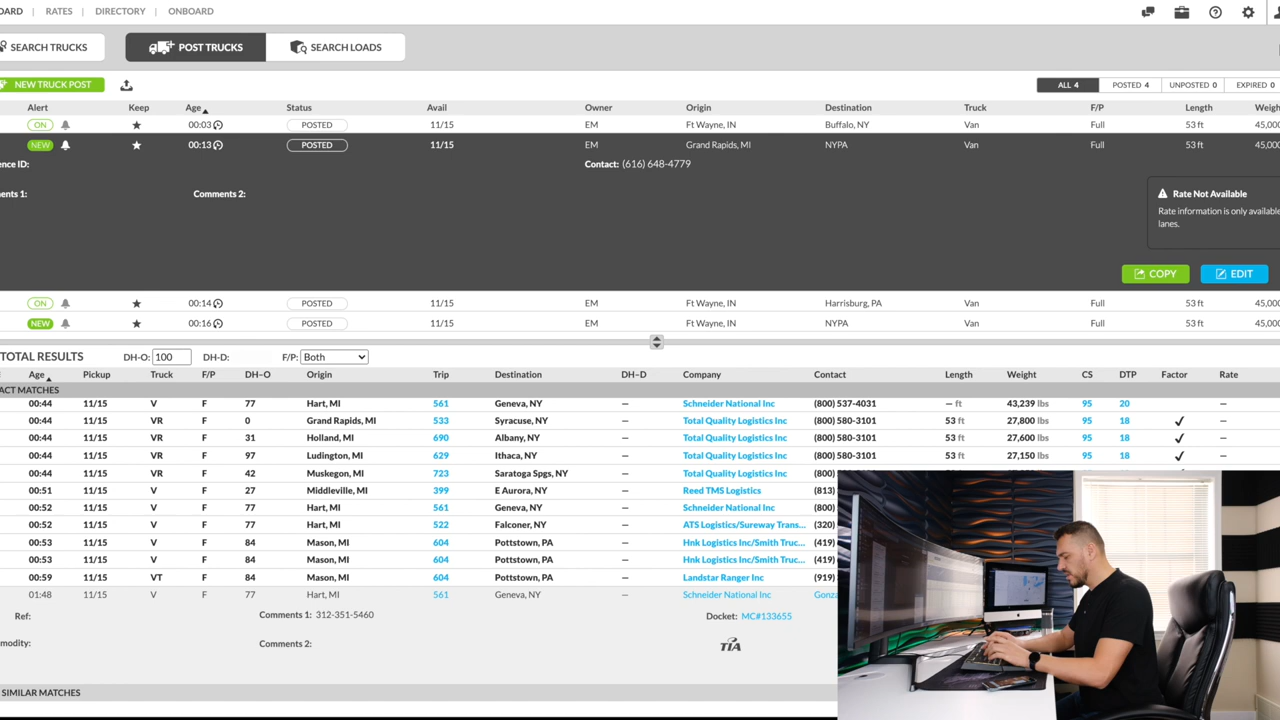 OARD | RATES | DIRECTORY | ONBOARD
SEARCH TRUCKS POST TRUCKS SEARCH LOADS
NEW TRUCK POST ALL 4 POSTED 4 UNPOSTED 0 EXPIRED 0
Alert Keep Age Status Avail Owner Origin Destination Truck F/P Length Weigh
ON 00:03 POSTED 11/15 EM Ft Wayne, IN Buffalo, NY Van Full 53 ft 45,000
NEW 00:13 POSTED 11/15 EM Grand Rapids, MI NYPA Van Full 53 ft 45,000
ence ID: Contact: (616) 648-4779
ents 1: Comments 2: Rate Not Available
Rate information is only available
lanes.
COPY EDIT
ON 00:14 POSTED 11/15 EM Ft Wayne, IN Harrisburg, PA Van Full 53 ft 45,000
NEW 00:16 POSTED 11/15 EM Ft Wayne, IN NYPA Van Full 53 ft 45,000
TOTAL RESULTS DH-O: 100 DH-D: F/P: Both
Age Pickup Truck F/P DH-O Origin Trip Destination DH-D Company Contact Length Weight CS DTP Factor Rate
ACT MATCHES
00:44 11/15 V F 77 Hart, MI 561 Geneva, NY — Schneider National Inc (800) 537-4031 — ft 43,239 lbs 95 20 —
00:44 11/15 VR F 0 Grand Rapids, MI 533 Syracuse, NY — Total Quality Logistics Inc (800) 580-3101 53 ft 27,800 lbs 95 18 ✓ —
00:44 11/15 VR F 31 Holland, MI 690 Albany, NY — Total Quality Logistics Inc (800) 580-3101 53 ft 27,600 lbs 95 18 ✓ —
00:44 11/15 VR F 97 Ludington, MI 629 Ithaca, NY — Total Quality Logistics Inc (800) 580-3101 53 ft 27,150 lbs 95 18 ✓ —
00:44 11/15 VR F 42 Muskegon, MI 723 Saratoga Spgs, NY — Total Quality Logistics Inc (800)
00:51 11/15 V F 27 Middleville, MI 399 E Aurora, NY — Reed TMS Logistics (813)
00:52 11/15 V F 77 Hart, MI 561 Geneva, NY — Schneider National Inc (800)
00:52 11/15 V F 77 Hart, MI 522 Falconer, NY — ATS Logistics/Sureway Trans... (320)
00:53 11/15 V F 84 Mason, MI 604 Pottstown, PA — Hnk Logistics Inc/Smith Truc... (419)
00:53 11/15 V F 84 Mason, MI 604 Pottstown, PA — Hnk Logistics Inc/Smith Truc... (419)
00:59 11/15 VT F 84 Mason, MI 604 Pottstown, PA — Landstar Ranger Inc (919)
01:48 11/15 V F 77 Hart, MI 561 Geneva, NY — Schneider National Inc Gonz
Ref: Comments 1: 312-351-5460 Docket: MC#133655
modity: Comments 2: TIA
SIMILAR MATCHES